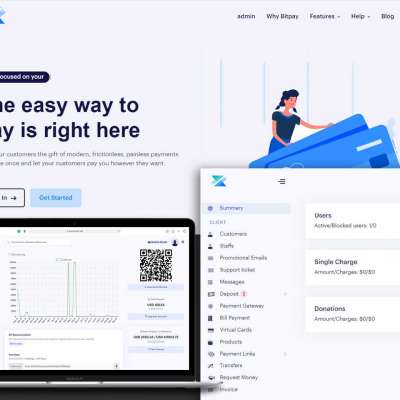 admin Why Bitpay Features Help Blog
ocused on your
he easy way to
ay is right here
ur customers the gift of modern, frictionless, painless payments
e once and let your customers pay you however they want.
In
Get Started
Summary
CLIENT
Customers
Staffs
Promotional Emails
Support ticket
Messages
Deposit 2
Payment Gateway
Bill Payment
Virtual Cards
Products
Payment Links
Transfers
Request Money
Invoice
Users
Active/Blocked users: 1/0
Single Charge
Amount/Charges: $0/$0
Donations
Amount/Charges: $0/$0